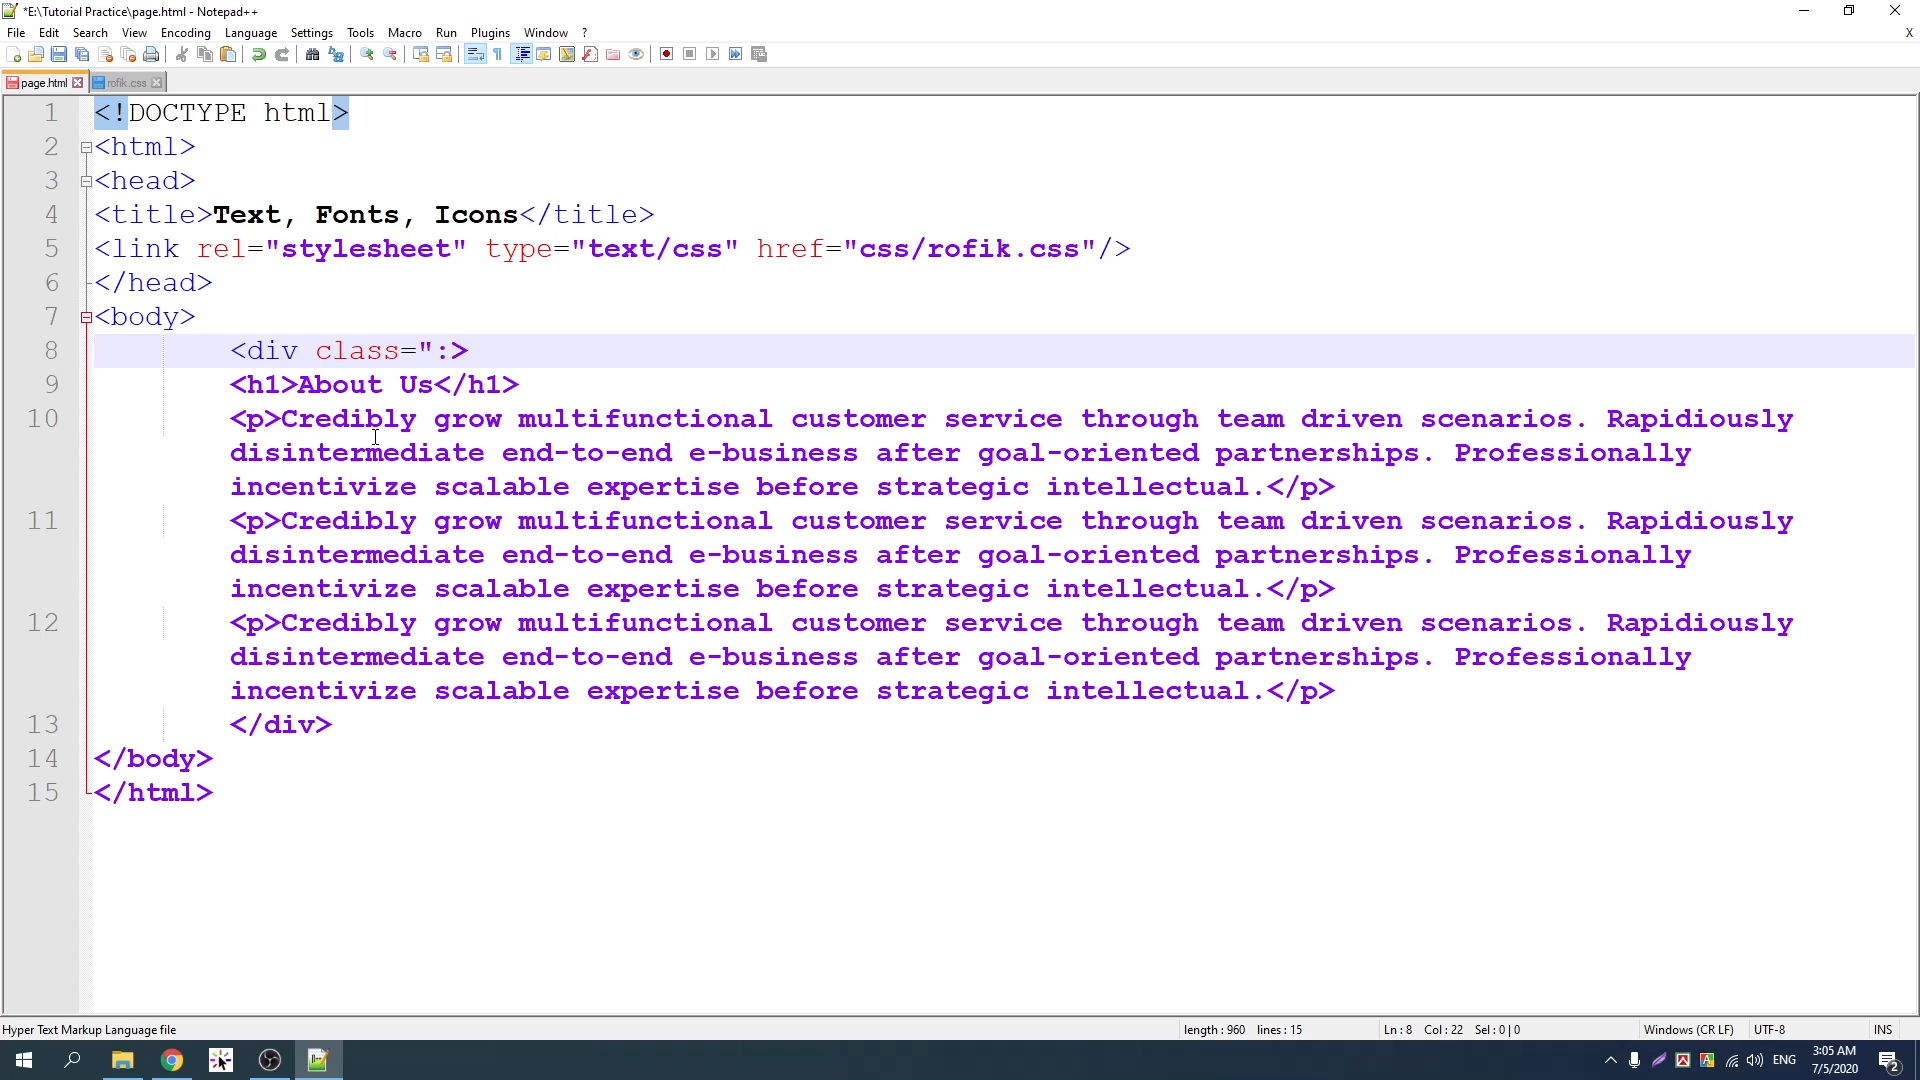 *E:\Tutorial Practice\page.html - Notepad++
File Edit Search View Encoding Language Settings Tools Macro Run Plugins Window ? X
page.html rofik.css
1 <!DOCTYPE html>
2 <html>
3 <head>
4 <title>Text, Fonts, Icons</title>
5 <link rel="stylesheet" type="text/css" href="css/rofik.css"/>
6 </head>
7 <body>
8 <div class=":>
9 <h1>About Us</h1>
10 <p>Credibly grow multifunctional customer service through team driven scenarios. Rapidiously
disintermediate end-to-end e-business after goal-oriented partnerships. Professionally
incentivize scalable expertise before strategic intellectual.</p>
11 <p>Credibly grow multifunctional customer service through team driven scenarios. Rapidiously
disintermediate end-to-end e-business after goal-oriented partnerships. Professionally
incentivize scalable expertise before strategic intellectual.</p>
12 <p>Credibly grow multifunctional customer service through team driven scenarios. Rapidiously
disintermediate end-to-end e-business after goal-oriented partnerships. Professionally
incentivize scalable expertise before strategic intellectual.</p>
13 </div>
14 </body>
15 </html>
Hyper Text Markup Language file length : 960 lines : 15 Ln : 8 Col : 22 Sel : 0 | 0 Windows (CR LF) UTF-8 INS
ENG 3:05 AM
7/5/2020 2